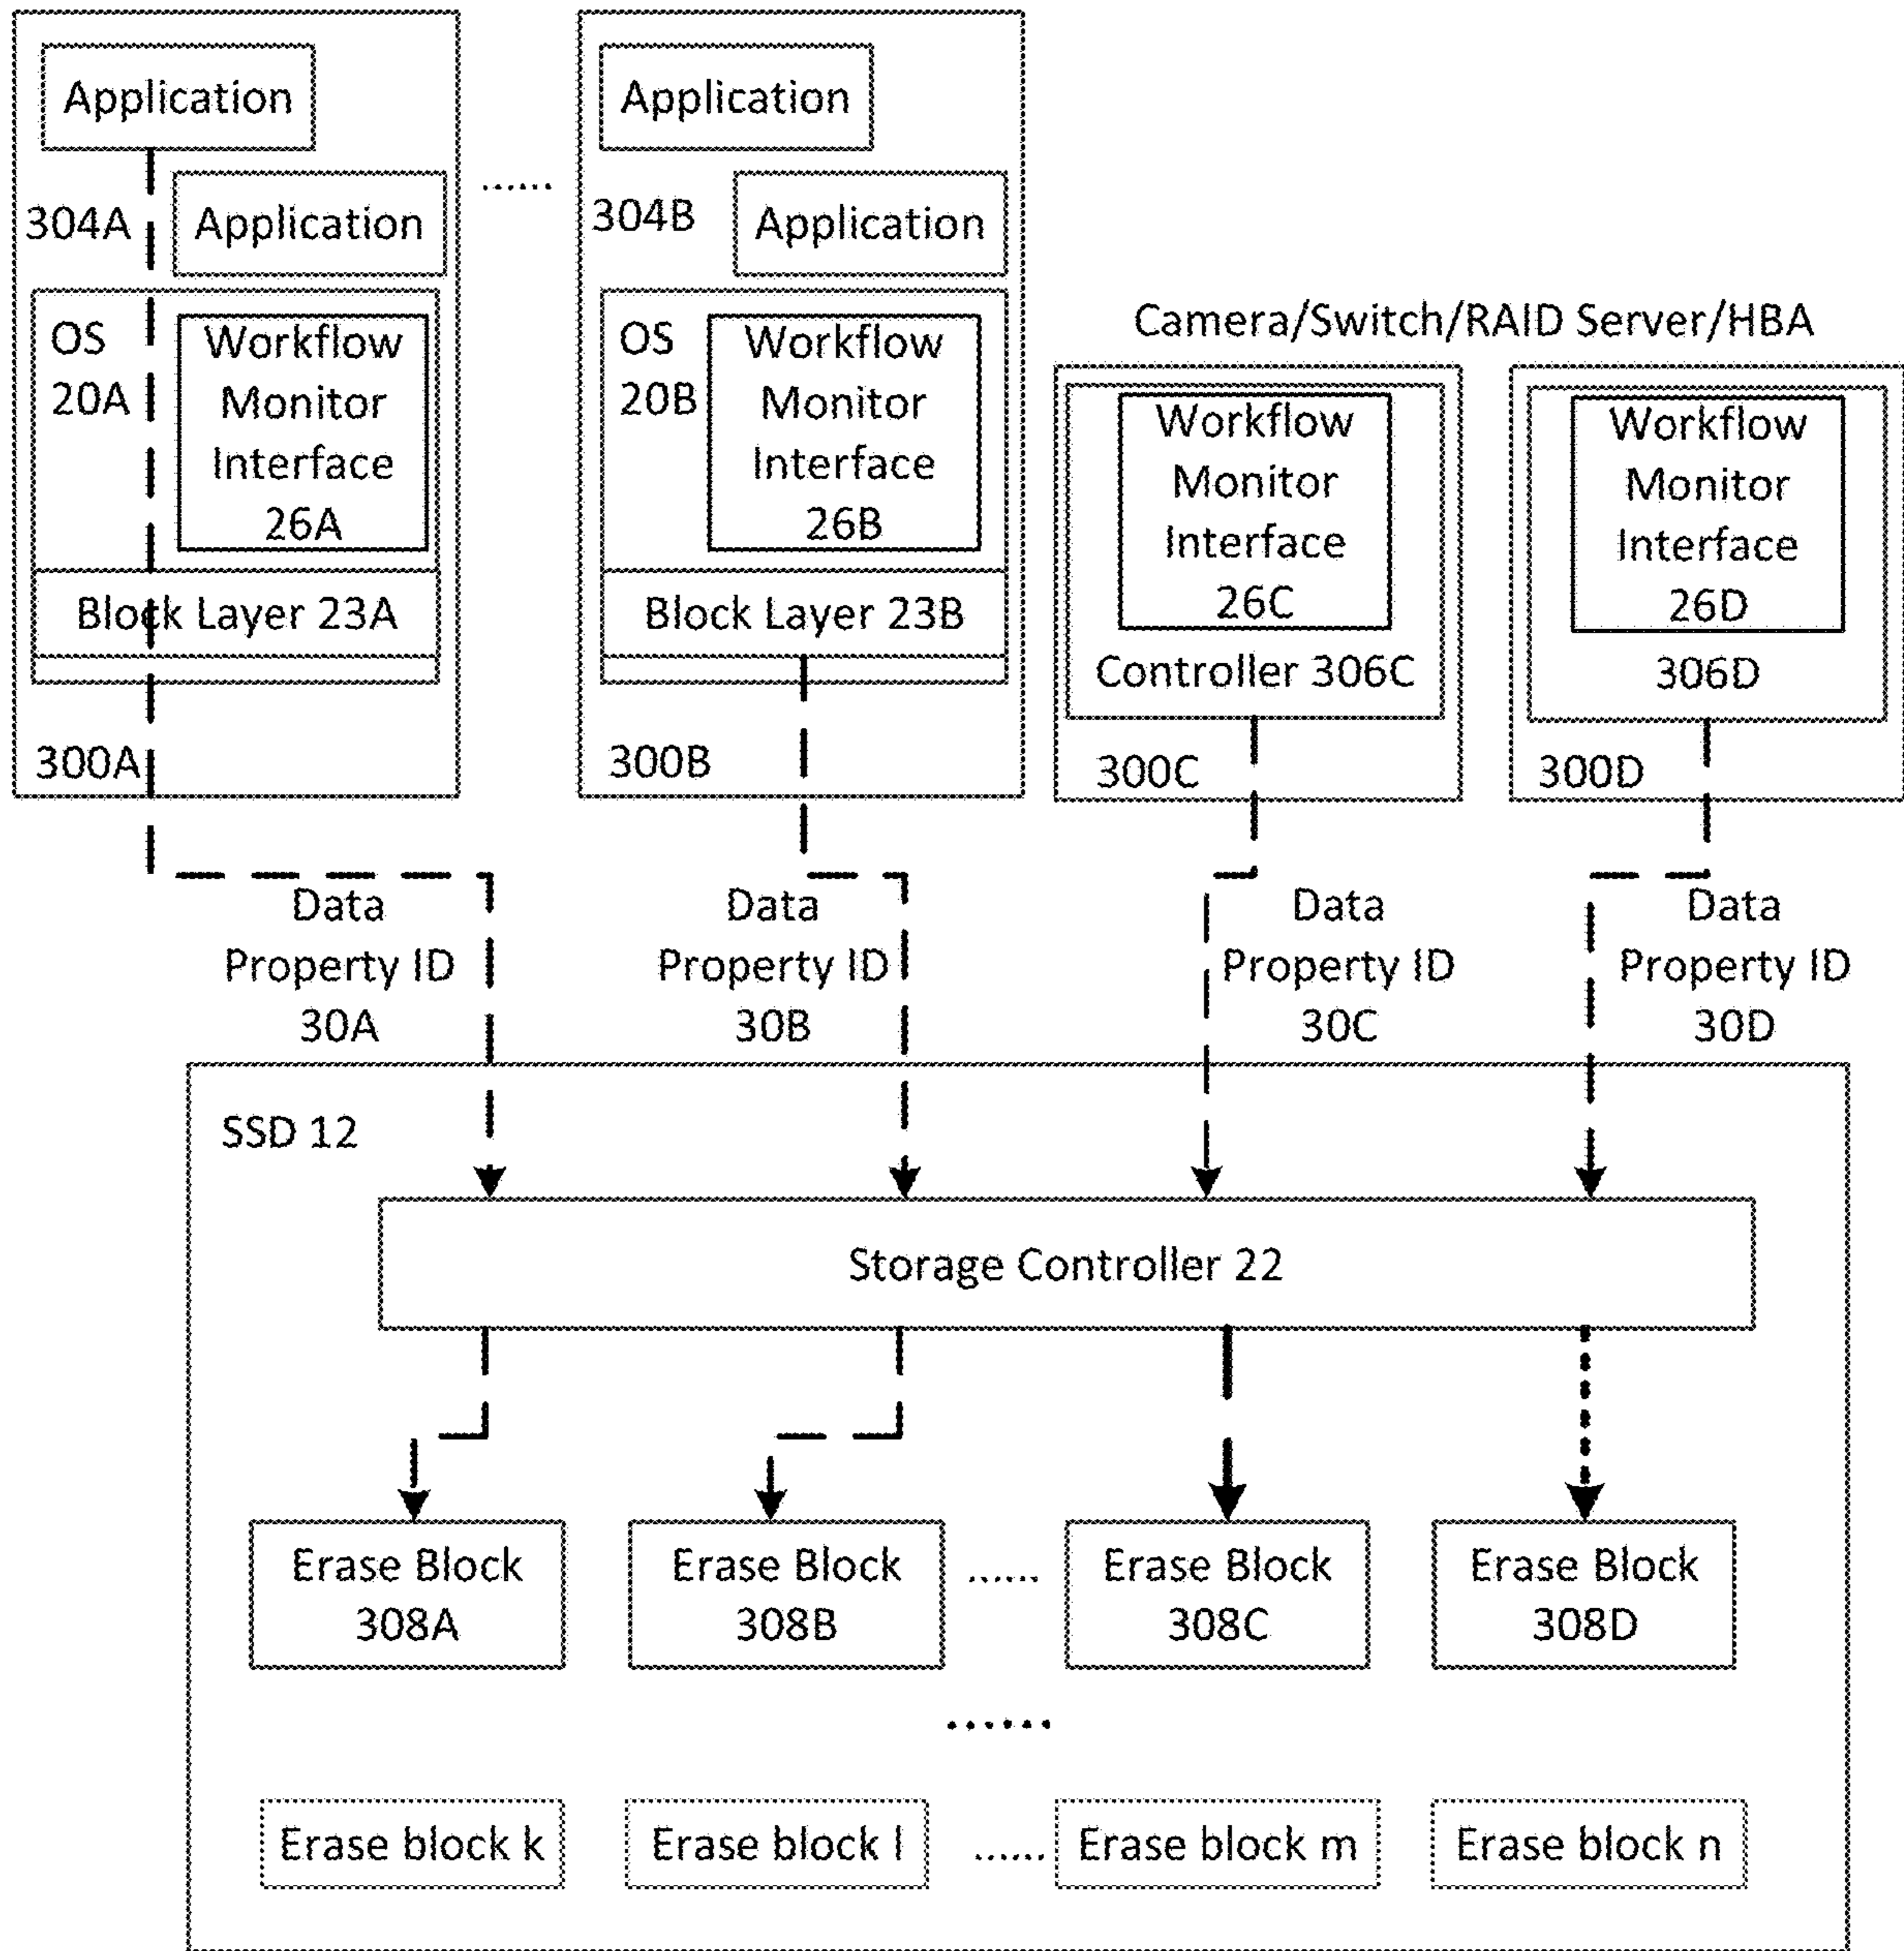 Application
304A
Application
OS
20A
Workflow
Monitor
Interface
26A
Block Layer 23A
300A
......
Application
304B
Application
OS
20B
Workflow
Monitor
Interface
26B
Block Layer 23B
300B
Camera/Switch/RAID Server/HBA
Workflow
Monitor
Interface
26C
Controller 306C
300C
Workflow
Monitor
Interface
26D
306D
300D
Data
Property ID
30A
Data
Property ID
30B
Data
Property ID
30C
Data
Property ID
30D
SSD 12
Storage Controller 22
Erase Block
308A
Erase Block
308B
......
Erase Block
308C
Erase Block
308D
......
Erase block k
Erase block l
......
Erase block m
Erase block n